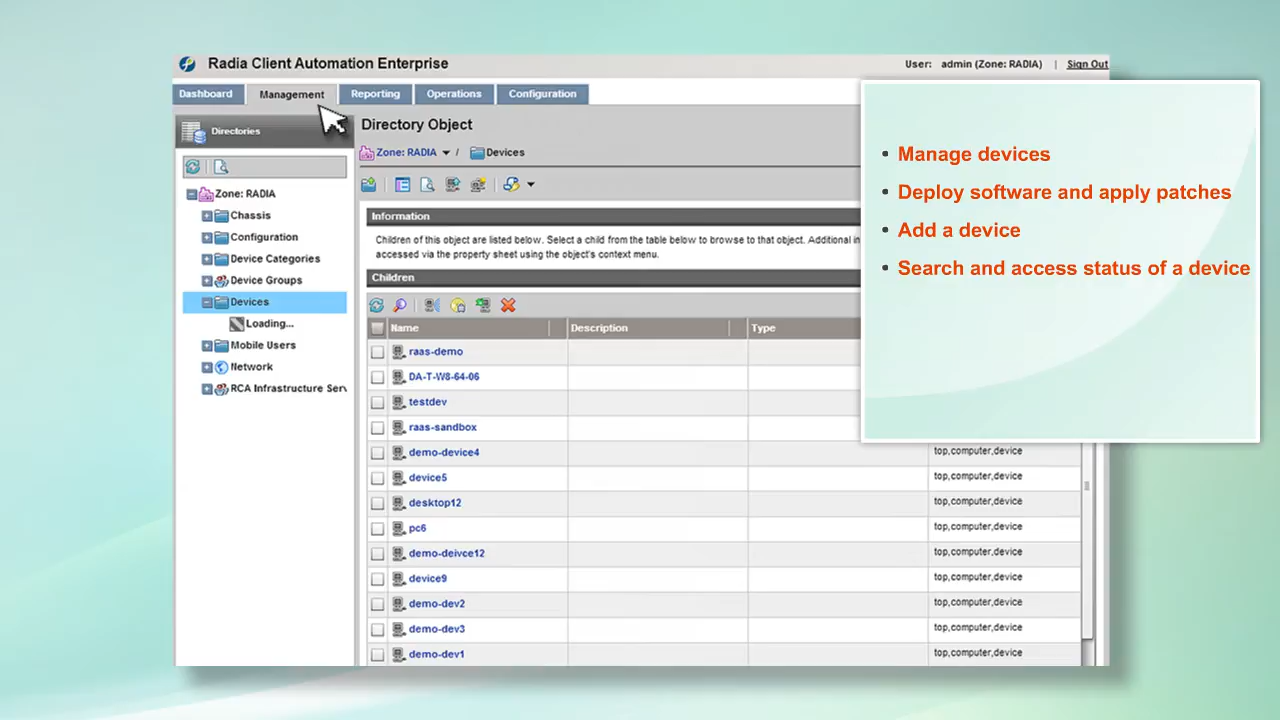 Radia Client Automation Enterprise
User: admin (Zone: RADIA) | Sign Out
Dashboard
Management
Reporting
Operations
Configuration
Directories
Zone: RADIA
Chassis
Configuration
Device Categories
Device Groups
Devices
Loading...
Mobile Users
Network
RCA Infrastructure Serv
Directory Object
Zone: RADIA / Devices
Information
Children of this object are listed below. Select a child from the table below to browse to that object. Additional in
accessed via the property sheet using the object's context menu.
Children
Name Description Type
raas-demo
DA-T-W8-64-06
testdev
raas-sandbox
demo-device4 top,computer,device
device5 top,computer,device
desktop12 top,computer,device
pc6 top,computer,device
demo-deivce12 top,computer,device
device9 top,computer,device
demo-dev2 top,computer,device
demo-dev3 top,computer,device
demo-dev1 top,computer,device
• Manage devices
• Deploy software and apply patches
• Add a device
• Search and access status of a device